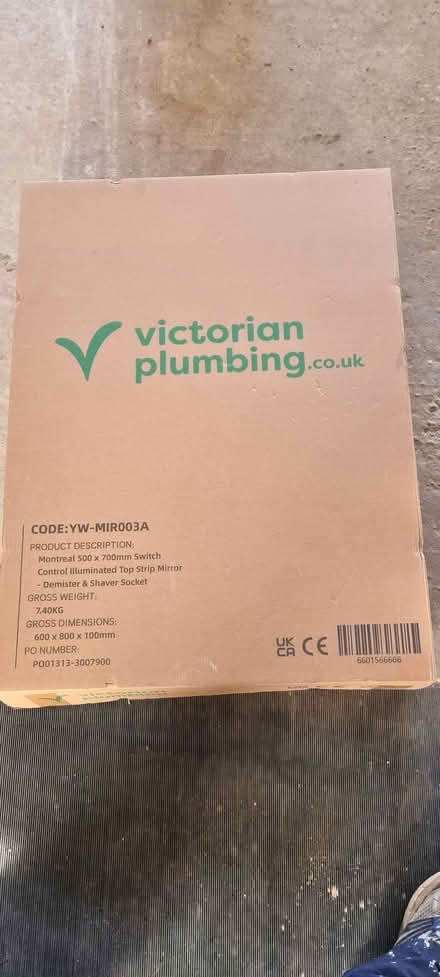 victorian
plumbing.co.uk
CODE:YW-MIR003A
PRODUCT DESCRIPTION:
Montreal 500 x 700mm Switch
Control Illuminated Top Strip Mirror
- Demister & Shaver Socket
GROSS WEIGHT:
7.40KG
GROSS DIMENSIONS:
600 x 800 x 100mm
PO NUMBER:
PO01313-3007900
UK
CA CE
6601566666